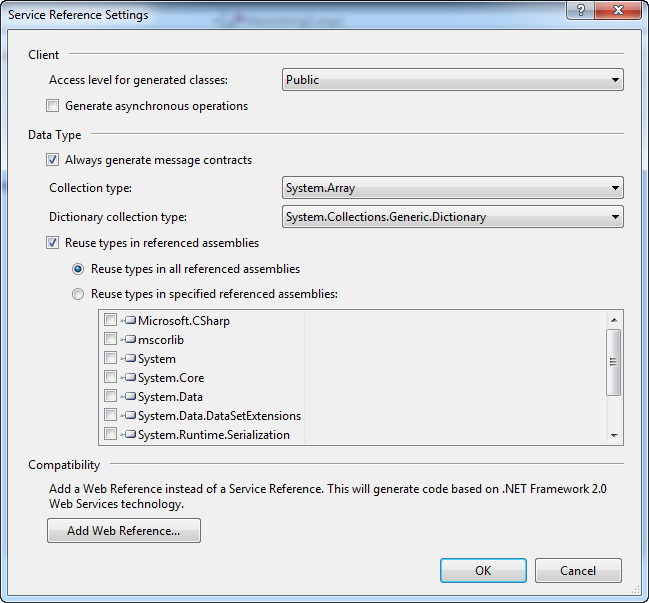 Service Reference Settings
Client
Access level for generated classes:
Public
Generate asynchronous operations
Data Type
Always generate message contracts
Collection type:
System.Array
Dictionary collection type:
System.Collections.Generic.Dictionary
Reuse types in referenced assemblies
Reuse types in all referenced assemblies
Reuse types in specified referenced assemblies:
Microsoft.CSharp
mscorlib
System
System.Core
System.Data
System.Data.DataSetExtensions
System.Runtime.Serialization
Compatibility
Add a Web Reference instead of a Service Reference. This will generate code based on .NET Framework 2.0
Web Services technology.
Add Web Reference...
OK
Cancel